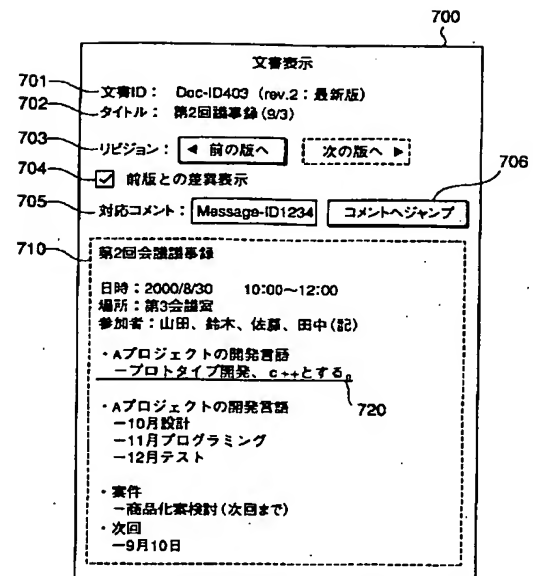 700
文書表示
701 文書ID： Doc-ID403 (rev.2：最新版)
702 タイトル： 第2回議事録(9/3)
703 リビジョン： ◀ 前の版へ 次の版へ ▶
704 ☑ 前版との差異表示
706
705 対応コメント： Message-ID1234 コメントへジャンプ
710
第2回会議議事録
日時：2000/8/30 10:00～12:00
場所：第3会議室
参加者：山田、鈴木、佐藤、田中(記)
・Aプロジェクトの開発言語
－プロトタイプ開発、c++とする。
720
・Aプロジェクトの開発言語
－10月設計
－11月プログラミング
－12月テスト
・案件
－商品化案検討(次回まで)
・次回
－9月10日